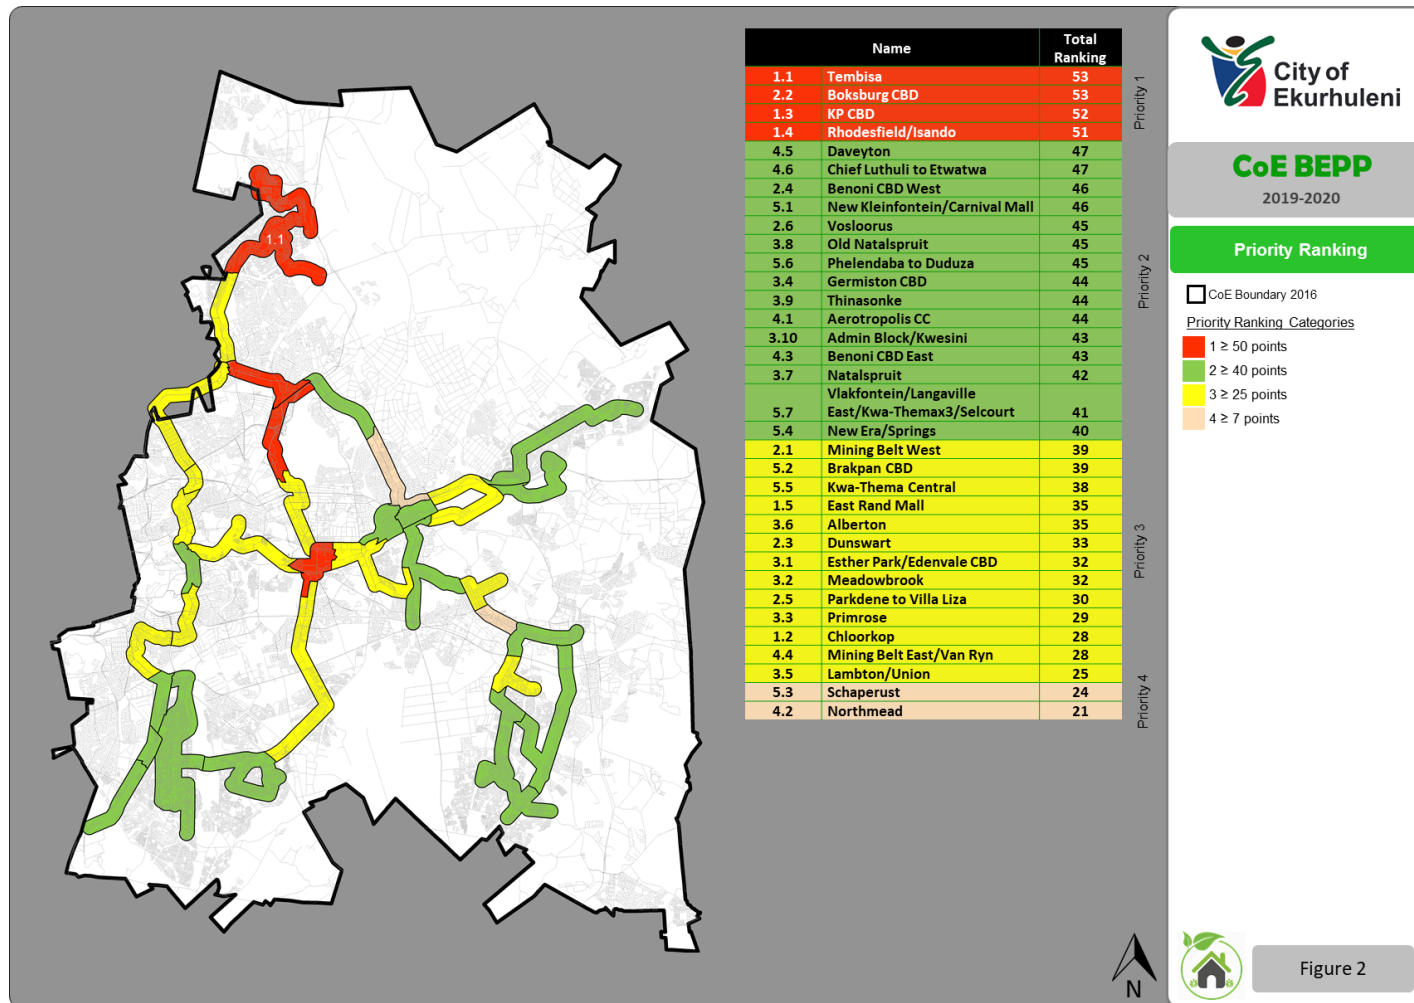 1.1
Name Total Ranking
1.1 Tembisa 53
2.2 Boksburg CBD 53
1.3 KP CBD 52
1.4 Rhodesfield/Isando 51
4.5 Daveyton 47
4.6 Chief Luthuli to Etwatwa 47
2.4 Benoni CBD West 46
5.1 New Kleinfontein/Carnival Mall 46
2.6 Vosloorus 45
3.8 Old Natalspruit 45
5.6 Phelendaba to Duduza 45
3.4 Germiston CBD 44
3.9 Thinasonke 44
4.1 Aerotropolis CC 44
3.10 Admin Block/Kwesini 43
4.3 Benoni CBD East 43
3.7 Natalspruit 42
Vlakfontein/Langaville
5.7 East/Kwa-Themax3/Selcourt 41
5.4 New Era/Springs 40
2.1 Mining Belt West 39
5.2 Brakpan CBD 39
5.5 Kwa-Thema Central 38
1.5 East Rand Mall 35
3.6 Alberton 35
2.3 Dunswart 33
3.1 Esther Park/Edenvale CBD 32
3.2 Meadowbrook 32
2.5 Parkdene to Villa Liza 30
3.3 Primrose 29
1.2 Chloorkop 28
4.4 Mining Belt East/Van Ryn 28
3.5 Lambton/Union 25
5.3 Schaperust 24
4.2 Northmead 21
Priority 1
Priority 2
Priority 3
Priority 4
City of
Ekurhuleni
CoE BEPP
2019-2020
Priority Ranking
CoE Boundary 2016
Priority Ranking Categories
1 ≥ 50 points
2 ≥ 40 points
3 ≥ 25 points
4 ≥ 7 points
N
Figure 2